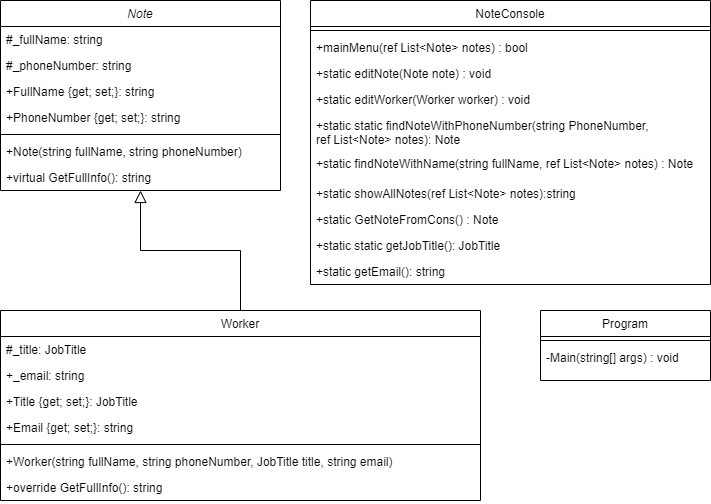 Note
#_fullName: string
#_phoneNumber: string
+FullName {get; set;}: string
+PhoneNumber {get; set;}: string
+Note(string fullName, string phoneNumber)
+virtual GetFullInfo(): string
NoteConsole
+mainMenu(ref List<Note> notes) : bool
+static editNote(Note note) : void
+static editWorker(Worker worker) : void
+static static findNoteWithPhoneNumber(string PhoneNumber,
ref List<Note> notes): Note
+static findNoteWithName(string fullName, ref List<Note> notes) : Note
+static showAllNotes(ref List<Note> notes):string
+static GetNoteFromCons() : Note
+static static getJobTitle(): JobTitle
+static getEmail(): string
Worker
#_title: JobTitle
+_email: string
+Title {get; set;}: JobTitle
+Email {get; set;}: string
+Worker(string fullName, string phoneNumber, JobTitle title, string email)
+override GetFullInfo(): string
Program
-Main(string[] args) : void